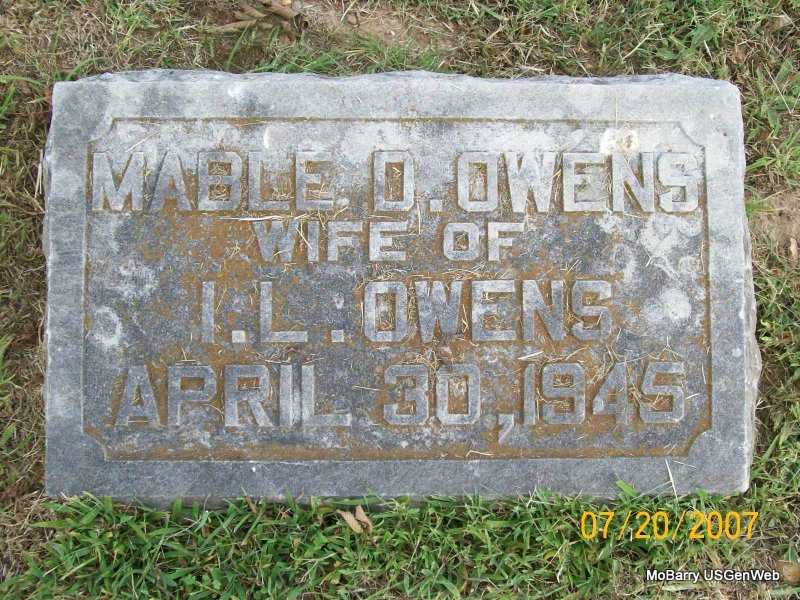 MABLE O. OWENS
WIFE OF
I.L. OWENS
APRIL 30, 1945
07/20/2007
MoBarry USGenWeb